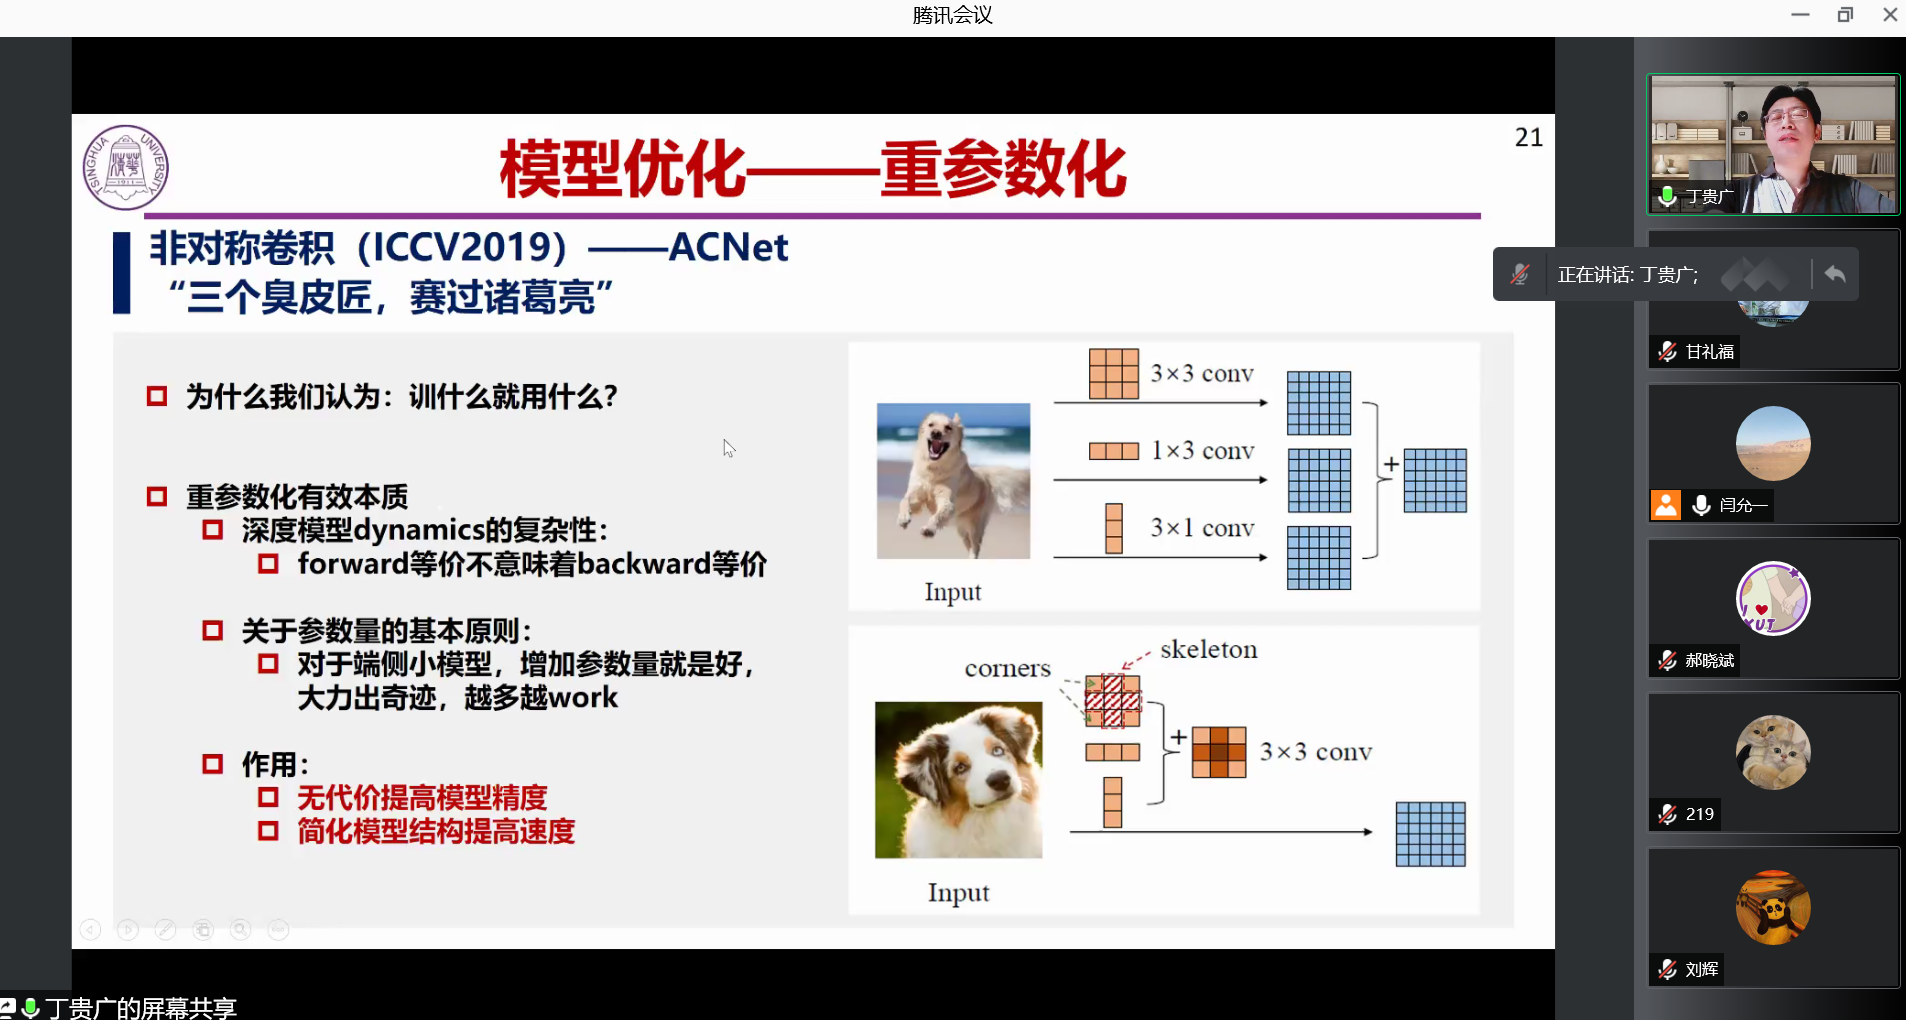 腾讯会议
TSINGHUA UNIVERSITY
1911
模型优化——重参数化
21
非对称卷积（ICCV2019）——ACNet
“三个臭皮匠，赛过诸葛亮”
为什么我们认为：训什么就用什么？
重参数化有效本质
深度模型dynamics的复杂性：
forward等价不意味着backward等价
关于参数量的基本原则：
对于端侧小模型，增加参数量就是好，
大力出奇迹，越多越work
作用：
无代价提高模型精度
简化模型结构提高速度
3×3 conv
1×3 conv
3×1 conv
+
Input
corners
skeleton
+
3×3 conv
Input
丁贵广
正在讲话: 丁贵广;
甘礼福
闫允一
I
XUT
郝晓斌
219
刘辉
丁贵广的屏幕共享